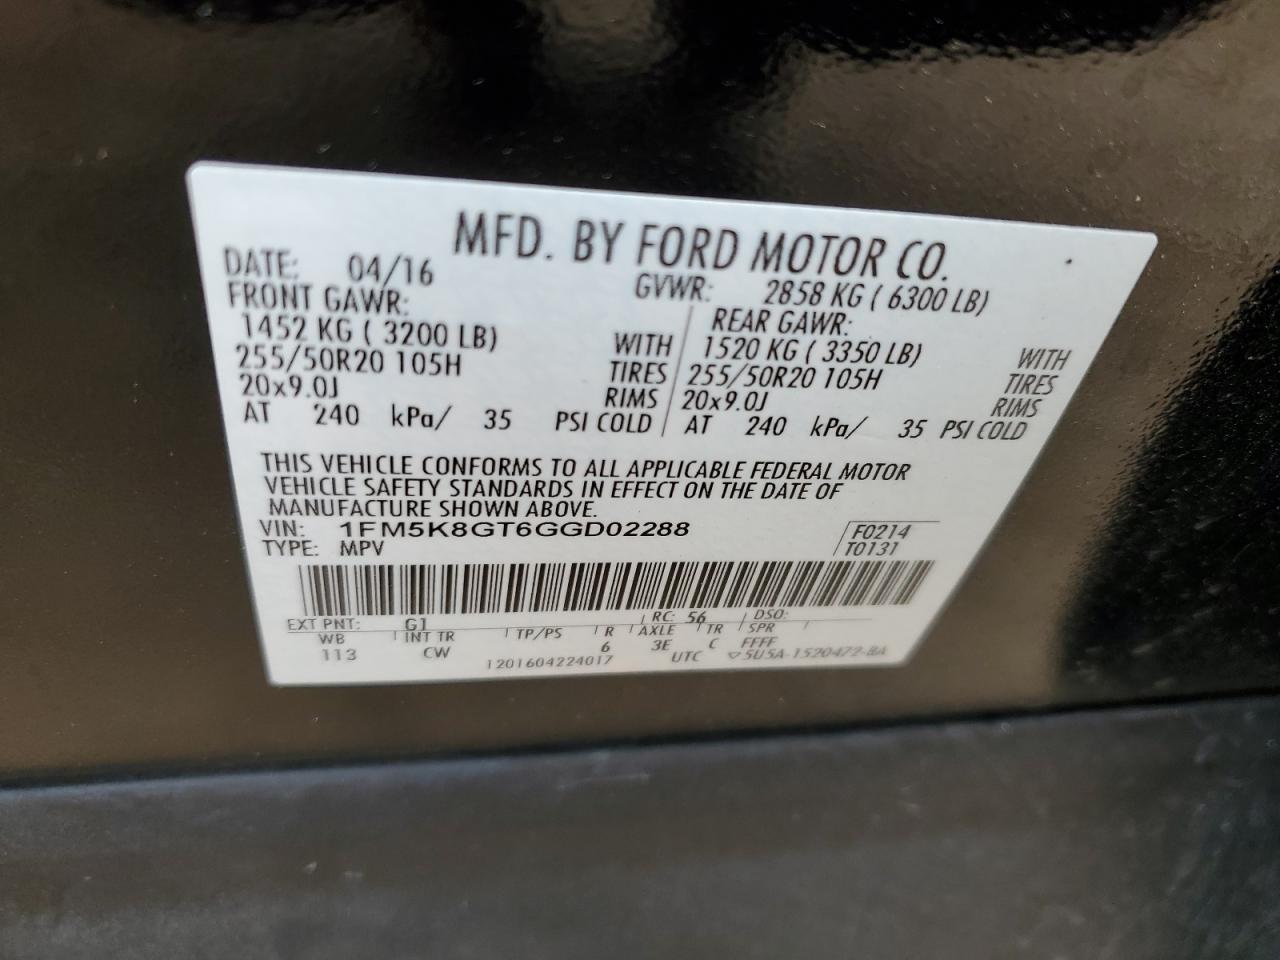 MFD. BY FORD MOTOR CO.
DATE: 04/16
GVWR: 2858 KG ( 6300 LB)
FRONT GAWR:
REAR GAWR:
1452 KG ( 3200 LB) WITH
1520 KG ( 3350 LB) WITH
255/50R20 105H TIRES
255/50R20 105H TIRES
20x9.0J RIMS
20x9.0J RIMS
AT 240 kPa/ 35 PSI COLD
AT 240 kPa/ 35 PSI COLD
THIS VEHICLE CONFORMS TO ALL APPLICABLE FEDERAL MOTOR
VEHICLE SAFETY STANDARDS IN EFFECT ON THE DATE OF
MANUFACTURE SHOWN ABOVE.
VIN: 1FM5K8GT6GGD02288
F0214
TYPE: MPV
T0131
EXT PNT: G1 RC: 56 DSO:
WB INT TR TP/PS R AXLE TR SPR
113 CW 6 3E C FFFF
1201604224017 UTC ▽5U5A-1520472-BA